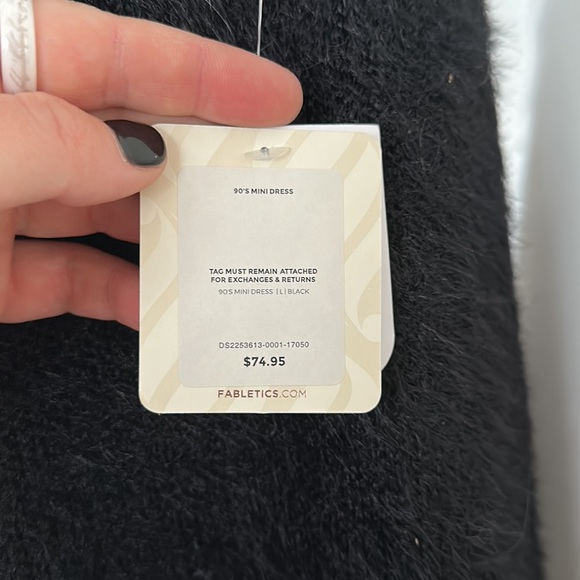 90'S MINI DRESS
TAG MUST REMAIN ATTACHED
FOR EXCHANGES & RETURNS
90'S MINI DRESS | L | BLACK
DS2253613-0001-17050
$74.95
FABLETICS.COM